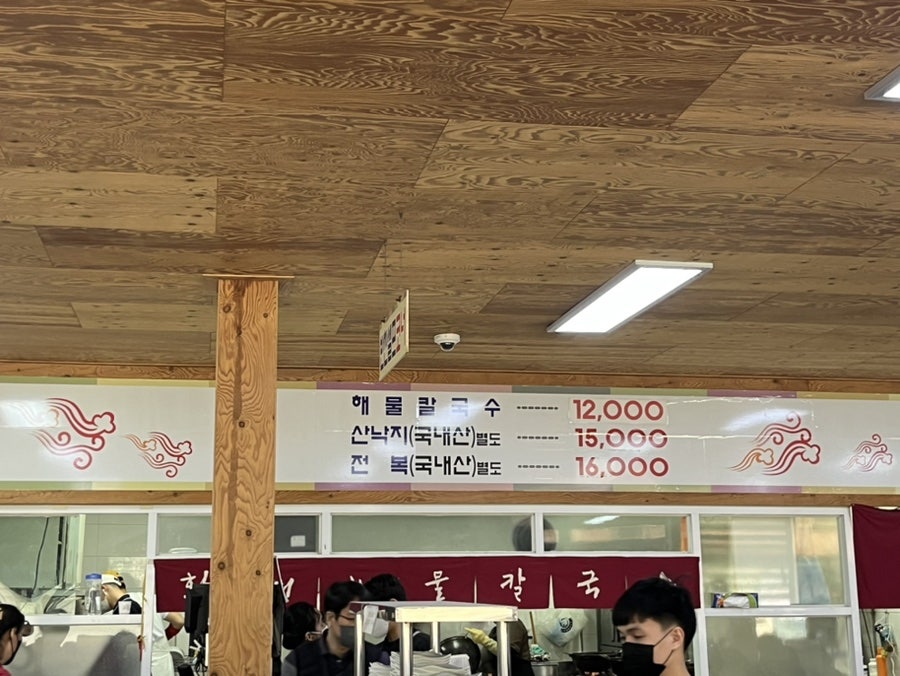 해 물 칼 국 수 -------- 12,000
산낙지(국내산)별도 -------- 15,000
전 복(국내산)별도 -------- 16,000
물 칼 국